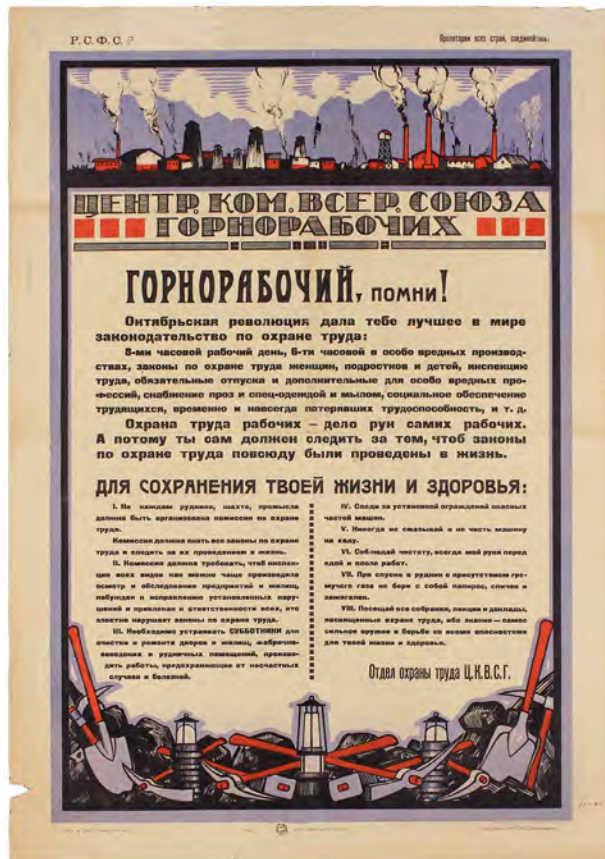 Р. С. Ф. С. Р
Пролетарии всех стран, соединяйтесь!
ЦЕНТР. КОМ. ВСЕР. СОЮЗА
ГОРНОРАБОЧИХ
ГОРНОРАБОЧИЙ, ПОМНИ!
Октябрьская революция дала тебе лучшее в мире
законодательство по охране труда:
8-ми часовой рабочий день, 6-ти часовой в особо вредных производ-
ствах, законы по охране труда женщин, подростков и детей, инспекцию
труда, обязательные отпуска и дополнительные для особо вредных про-
фессий, снабжение проз и спец-одеждой и мылом, социальное обеспечение
трудящихся, временно и навсегда потерявших трудоспособность, и т. д.
Охрана труда рабочих – дело рук самих рабочих.
А потому ты сам должен следить за тем, чтоб законы
по охране труда повсюду были проведены в жизнь.
ДЛЯ СОХРАНЕНИЯ ТВОЕЙ ЖИЗНИ И ЗДОРОВЬЯ:
I. На каждом руднике, шахте, промысле
должна быть организована комиссия по охране
труда.
Комиссия должна знать все законы по охране
труда и следить за их проведением в жизнь.
II. Комиссия должна требовать, чтоб инспек-
ция всех видов как можно чаще производила
осмотр и обследование предприятий и жилищ,
побуждая к исправлению установленных нару-
шений и привлекая к ответственности всех, кто
злостно нарушает законы по охране труда.
III. Необходимо устраивать СУББОТНИКИ для
очистки и ремонта дворов и жилищ, фабрично-
заводских и рудничных помещений, произво-
дить работы, предохраняющие от несчастных
случаев и болезней.
IV. Следи за установкой ограждений опасных
частей машин.
V. Никогда не смазывай и не чисть машину
на ходу.
VI. Соблюдай чистоту, всегда мой руки перед
едой и после работ.
VII. При спуске в рудник с присутствием гре-
мучего газа не бери с собой папирос, спичек и
зажигалок.
VIII. Посещай все собрания, лекции и доклады,
посвященные охране труда, ибо знание – самое
сильное оружие в борьбе со всеми опасностями
для твоей жизни и здоровья.
Отдел охраны труда Ц.К.В.С.Г.